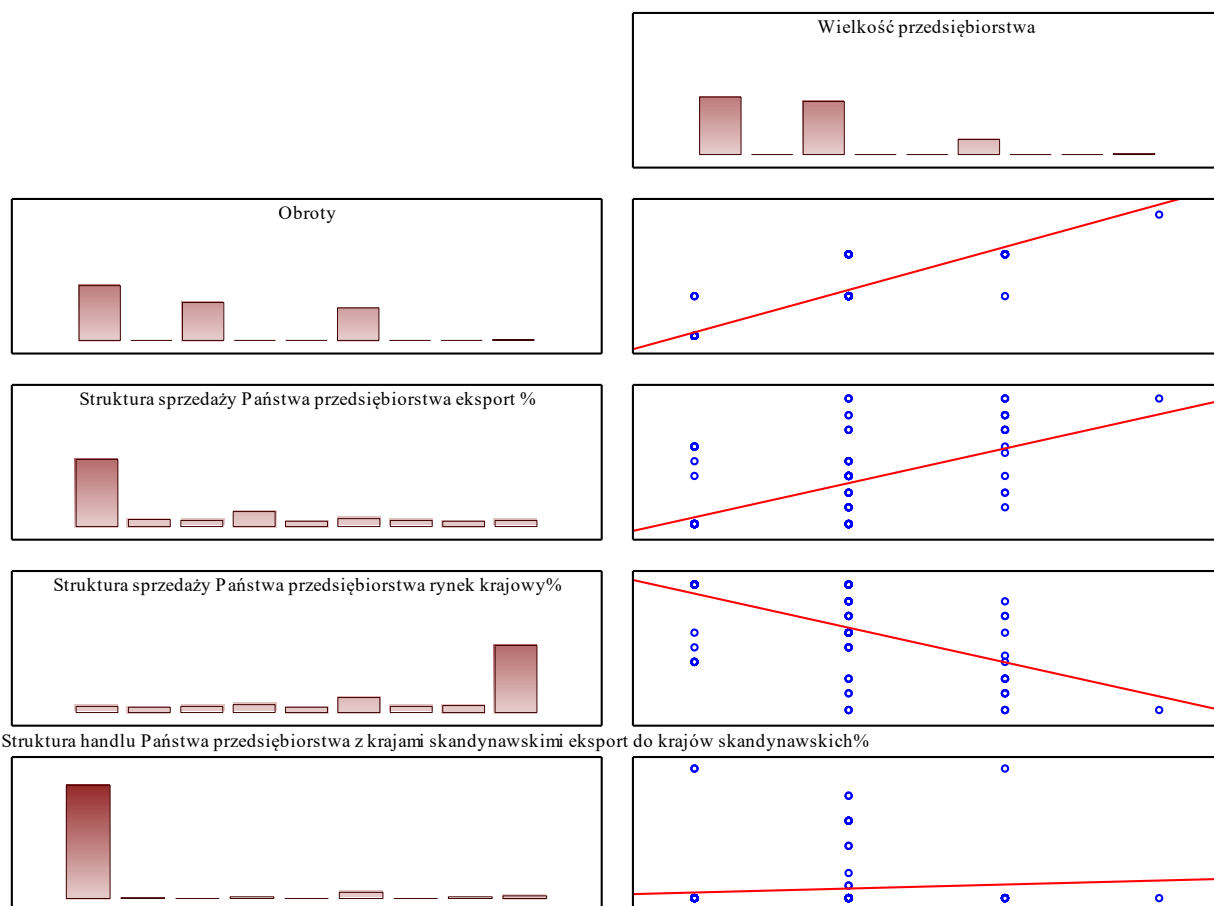 Wielkość przedsiębiorstwa
Obroty
Struktura sprzedaży Państwa przedsiębiorstwa eksport %
Struktura sprzedaży Państwa przedsiębiorstwa rynek krajowy%
Struktura handlu Państwa przedsiębiorstwa z krajami skandynawskimi eksport do krajów skandynawskich%